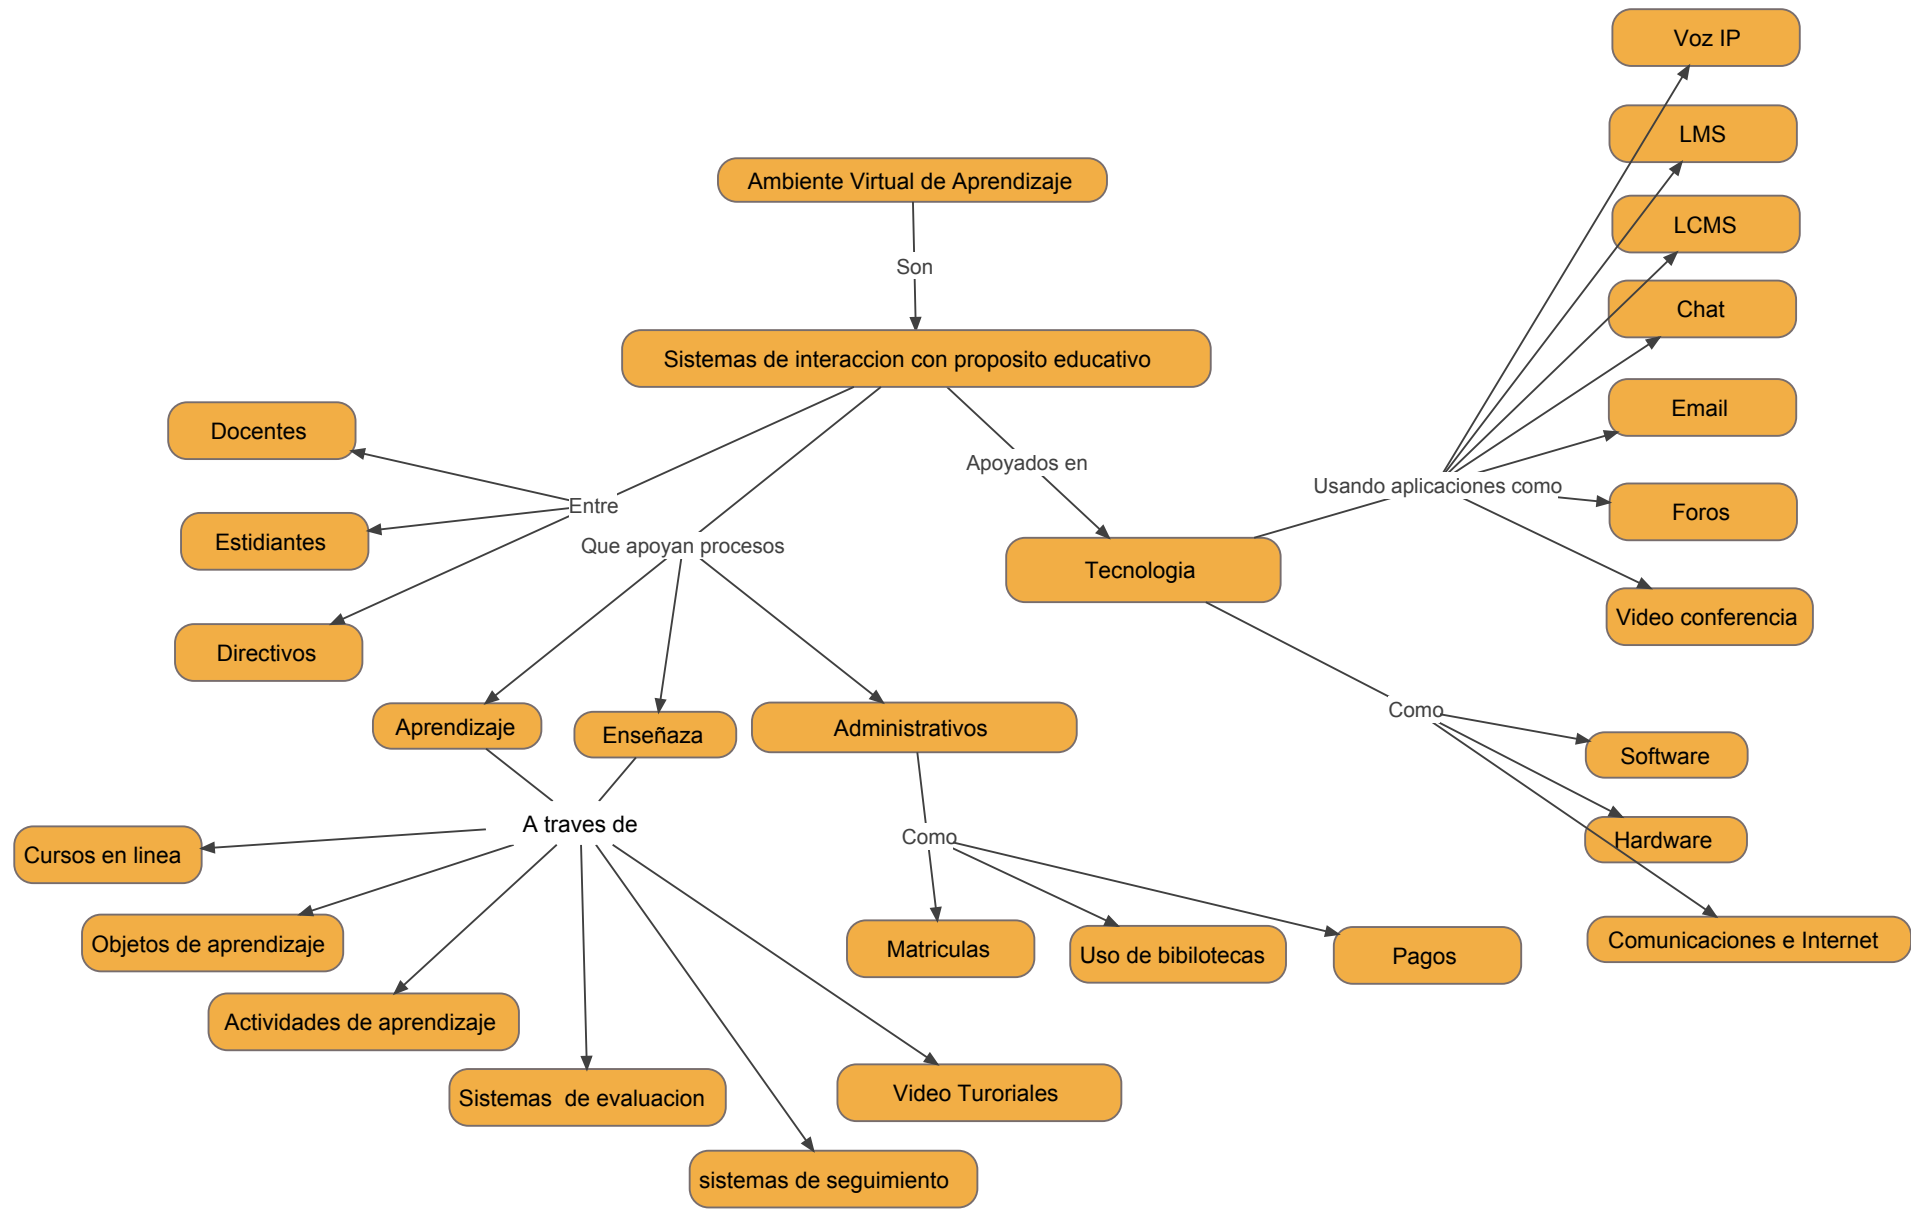 Voz IP
LMS
Ambiente Virtual de Aprendizaje
LCMS
Son
Chat
Sistemas de interaccion con proposito educativo
Email
Docentes
Apoyados en
Usando aplicaciones como
Entre
Foros
Estidiantes
Que apoyan procesos
Tecnologia
Video conferencia
Directivos
Como
Aprendizaje
Enseñaza
Administrativos
Software
A traves de
Como
Hardware
Cursos en linea
Objetos de aprendizaje
Matriculas
Uso de bibilotecas
Pagos
Comunicaciones e Internet
Actividades de aprendizaje
Sistemas  de evaluacion
Video Turoriales
sistemas de seguimiento